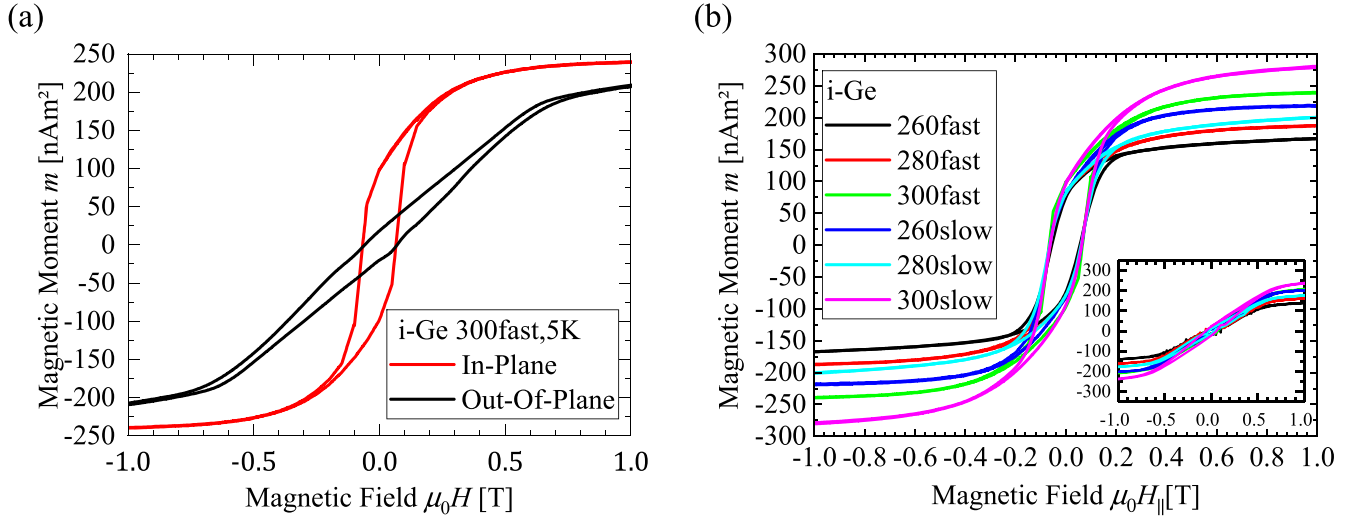 (a)
250
200
150
100
50
0
-50
-100
-150
-200
-250
Magnetic Moment m [nAm²]
i-Ge 300fast,5K
In-Plane
Out-Of-Plane
-1.0 -0.5 0.0 0.5 1.0
Magnetic Field μ₀H [T]
(b)
350
300
250
200
150
100
50
0
-50
-100
-150
-200
-250
-300
Magnetic Moment m [nAm²]
i-Ge
260fast
280fast
300fast
260slow
280slow
300slow
300
200
100
0
-100
-200
-300
-1.0 -0.5 0.0 0.5 1.0
-1.0 -0.8 -0.6 -0.4 -0.2 0.0 0.2 0.4 0.6 0.8 1.0
Magnetic Field μ₀H∥[T]